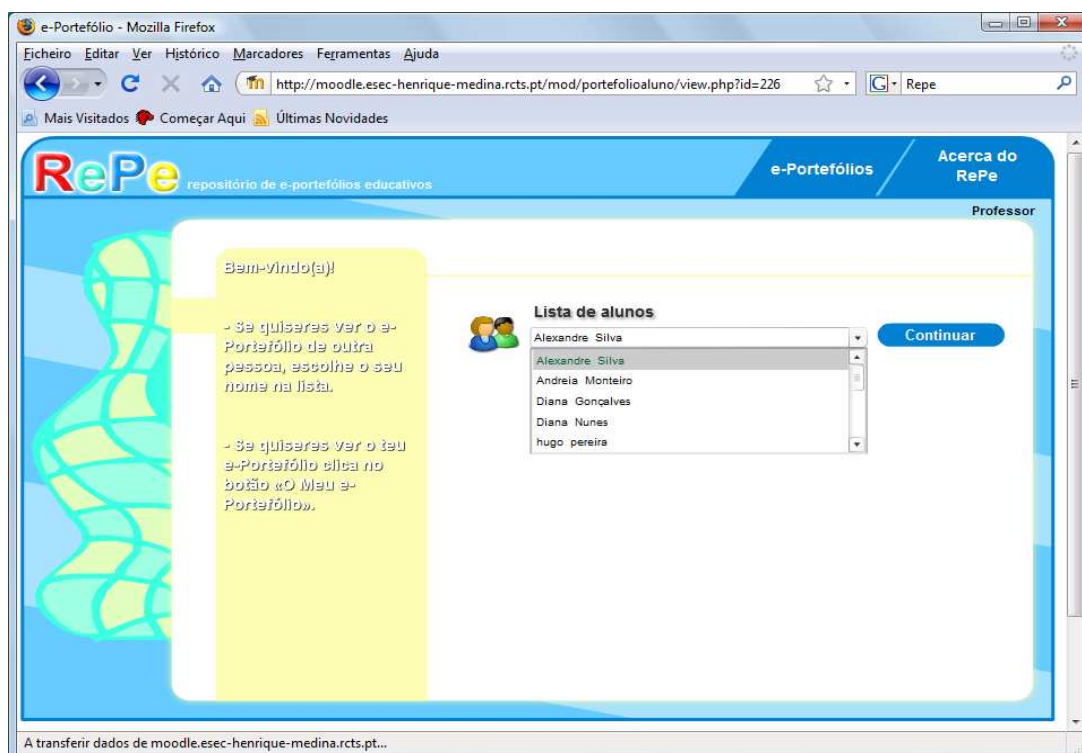 e-Portefólio - Mozilla Firefox
Ficheiro Editar Ver Histórico Marcadores Ferramentas Ajuda
http://moodle.esec-henrique-medina.rcts.pt/mod/portefolioaluno/view.php?id=226
G Repe
Mais Visitados Começar Aqui Últimas Novidades
RePe repositório de e-portefólios educativos
e-Portefólios
Acerca do
RePe
Professor
Bem-vindo(a)!
- Se quiseres ver o e-
Portefólio de outra
pessoa, escolhe o seu
nome na lista.
- Se quiseres ver o teu
e-Portefólio clica no
botão «O Meu e-
Portefólio».
Lista de alunos
Alexandre Silva
Continuar
Alexandre Silva
Andreia Monteiro
Diana Gonçalves
Diana Nunes
hugo pereira
A transferir dados de moodle.esec-henrique-medina.rcts.pt...